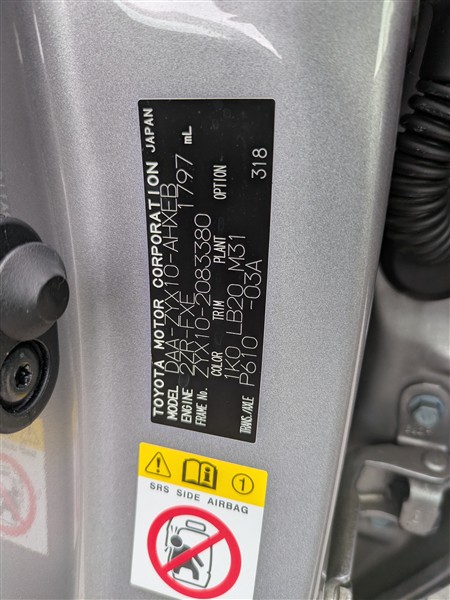 TOYOTA MOTOR CORPORATION JAPAN
MODEL DAA-ZYX10-AHXEB
ENGINE 2ZR-FXE 1797 mL
FRAME No. ZYX10-2083380
COLOR TRIM PLANT OPTION
1K0 LB20 M31
TRANS./AXLE P610 -03A 318
SRS SIDE AIRBAG
1